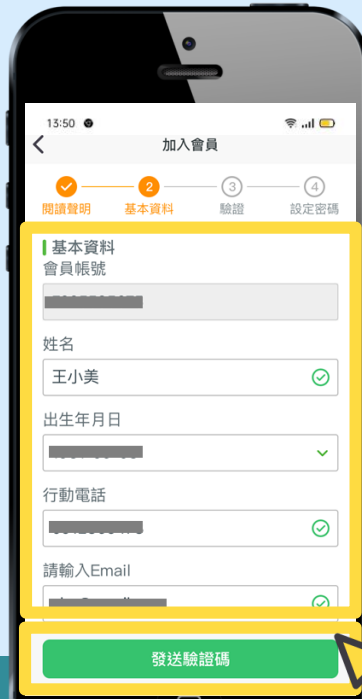 13:50
加入會員
2
3
4
閱讀聲明
基本資料
驗證
設定密碼
基本資料
會員帳號
姓名
王小美
出生年月日
行動電話
請輸入Email
發送驗證碼